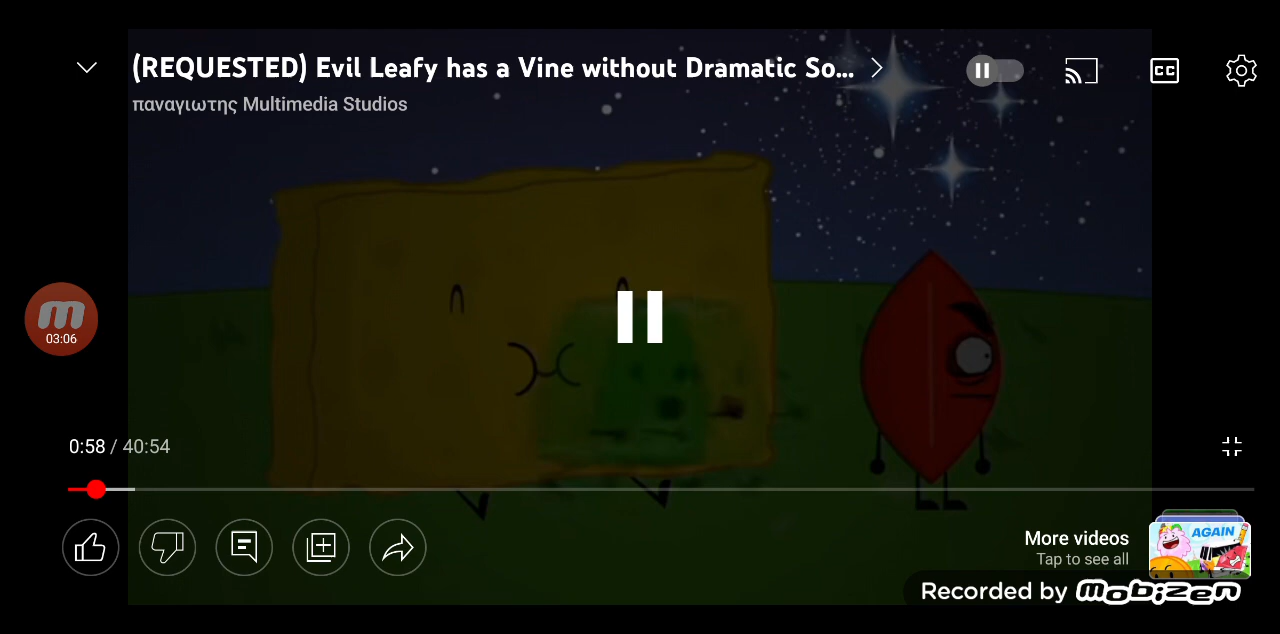 (REQUESTED) Evil Leafy has a Vine without Dramatic So...
παναγιωτης Multimedia Studios
CC
03:06
0:58 / 40:54
More videos
Tap to see all
AGAIN
Recorded by mobizen